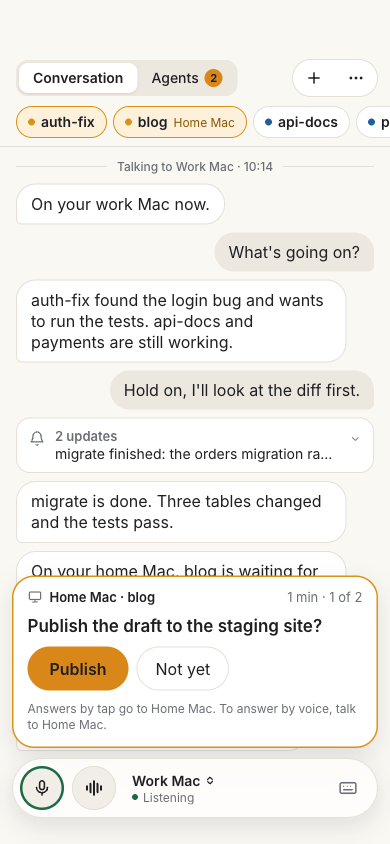 Conversation
Agents 2
auth-fix
blog Home Mac
api-docs
p
Talking to Work Mac · 10:14
On your work Mac now.
What's going on?
auth-fix found the login bug and wants
to run the tests. api-docs and
payments are still working.
Hold on, I'll look at the diff first.
2 updates
migrate finished: the orders migration ra...
migrate is done. Three tables changed
and the tests pass.
On your home Mac, blog is waiting for
Home Mac · blog
1 min · 1 of 2
Publish the draft to the staging site?
Publish
Not yet
Answers by tap go to Home Mac. To answer by voice, talk
to Home Mac.
Work Mac
Listening